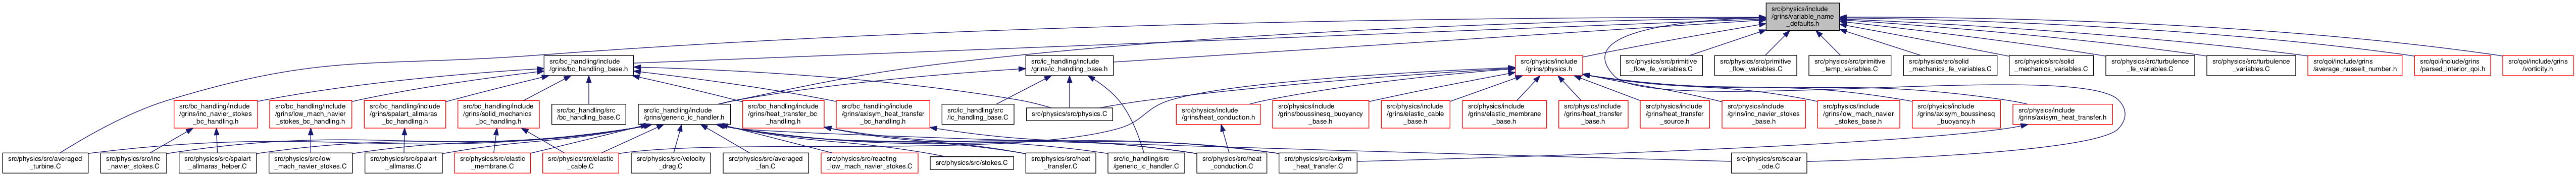 src/physics/include
/grins/variable_name
_defaults.h
src/bc_handling/include
/grins/bc_handling_base.h
src/ic_handling/include
/grins/ic_handling_base.h
src/physics/include
/grins/physics.h
src/physics/src/primitive
_flow_fe_variables.C
src/physics/src/primitive
_flow_variables.C
src/physics/src/primitive
_temp_variables.C
src/physics/src/solid
_mechanics_fe_variables.C
src/physics/src/solid
_mechanics_variables.C
src/physics/src/turbulence
_fe_variables.C
src/physics/src/turbulence
_variables.C
src/qoi/include/grins
/average_nusselt_number.h
src/qoi/include/grins
/parsed_interior_qoi.h
src/qoi/include/grins
/vorticity.h
src/bc_handling/include
/grins/inc_navier_stokes
_bc_handling.h
src/bc_handling/include
/grins/low_mach_navier
_stokes_bc_handling.h
src/bc_handling/include
/grins/spalart_allmaras
_bc_handling.h
src/bc_handling/include
/grins/solid_mechanics
_bc_handling.h
src/bc_handling/src
/bc_handling_base.C
src/ic_handling/include
/grins/generic_ic_handler.h
src/bc_handling/include
/grins/heat_transfer_bc
_handling.h
src/bc_handling/include
/grins/axisym_heat_transfer
_bc_handling.h
src/ic_handling/src
/ic_handling_base.C
src/physics/src/physics.C
src/physics/include
/grins/heat_conduction.h
src/physics/include
/grins/boussinesq_buoyancy
_base.h
src/physics/include
/grins/elastic_cable
_base.h
src/physics/include
/grins/elastic_membrane
_base.h
src/physics/include
/grins/heat_transfer
_base.h
src/physics/include
/grins/heat_transfer
_source.h
src/physics/include
/grins/inc_navier_stokes
_base.h
src/physics/include
/grins/low_mach_navier
_stokes_base.h
src/physics/include
/grins/axisym_boussinesq
_buoyancy.h
src/physics/include
/grins/axisym_heat_transfer.h
src/physics/src/averaged
_turbine.C
src/physics/src/inc
_navier_stokes.C
src/physics/src/spalart
_allmaras_helper.C
src/physics/src/low
_mach_navier_stokes.C
src/physics/src/spalart
_allmaras.C
src/physics/src/elastic
_membrane.C
src/physics/src/elastic
_cable.C
src/physics/src/velocity
_drag.C
src/physics/src/averaged
_fan.C
src/physics/src/reacting
_low_mach_navier_stokes.C
src/physics/src/stokes.C
src/physics/src/heat
_transfer.C
src/ic_handling/src
/generic_ic_handler.C
src/physics/src/heat
_conduction.C
src/physics/src/axisym
_heat_transfer.C
src/physics/src/scalar
_ode.C